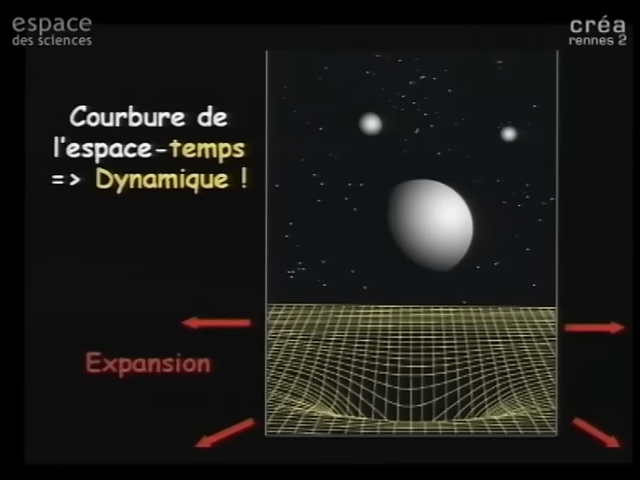 espace
des sciences
créa
rennes 2
Courbure de
l'espace-temps
=> Dynamique !
Expansion